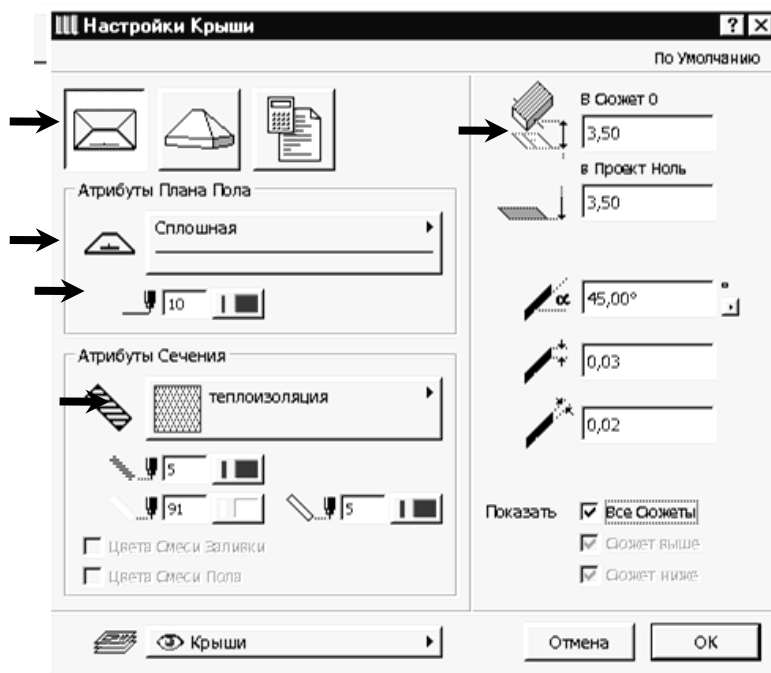 Настройки Крыши
По Умолчанию
Атрибуты Плана Пола
Сплошная
10
Атрибуты Сечения
теплоизоляция
5
91
5
Цвета Смеси Заливки
Цвета Смеси Пола
Крыши
В Сюжет 0
3,50
в Проект Ноль
3,50
α
45,00°
0,03
0,02
Показать
Все Сюжеты
Сюжет выше
Сюжет ниже
Отмена
OK